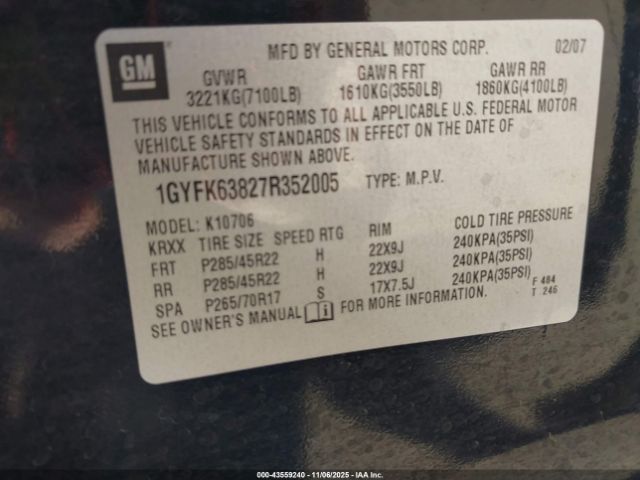 GM
MFD BY GENERAL MOTORS CORP. 02/07
GVWR GAWR FRT GAWR RR
3221KG(7100LB) 1610KG(3550LB) 1860KG(4100LB)
THIS VEHICLE CONFORMS TO ALL APPLICABLE U.S. FEDERAL MOTOR
VEHICLE SAFETY STANDARDS IN EFFECT ON THE DATE OF
MANUFACTURE SHOWN ABOVE.
1GYFK63827R352005 TYPE: M.P.V.
MODEL: K10706
KRXX TIRE SIZE SPEED RTG RIM COLD TIRE PRESSURE
FRT P285/45R22 H 22X9J 240KPA(35PSI)
RR P285/45R22 H 22X9J 240KPA(35PSI)
SPA P265/70R17 S 17X7.5J 240KPA(35PSI)
SEE OWNER'S MANUAL FOR MORE INFORMATION.
F 484
T 246
000-43559240 - 11/06/2025 - IAAI.com